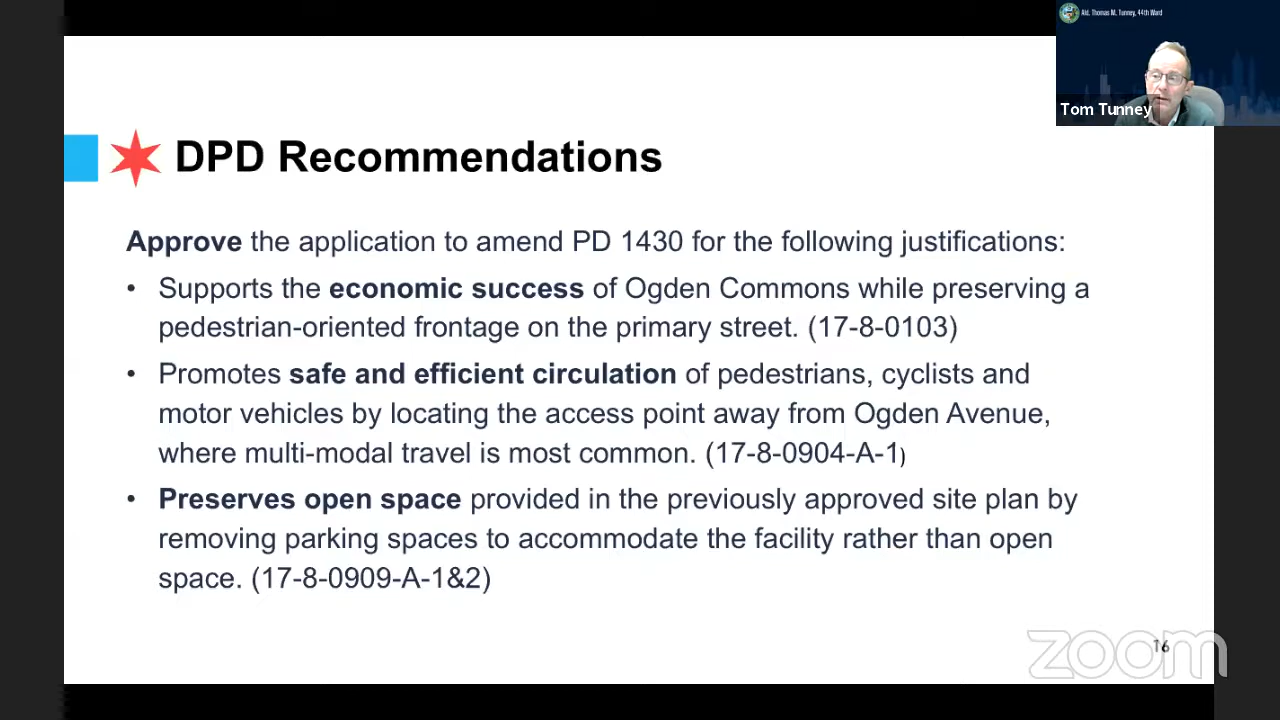 Ald. Thomas M. Tunney, 44th Ward
Tom Tunney
DPD Recommendations
Approve the application to amend PD 1430 for the following justifications:
• Supports the economic success of Ogden Commons while preserving a
pedestrian-oriented frontage on the primary street. (17-8-0103)
• Promotes safe and efficient circulation of pedestrians, cyclists and
motor vehicles by locating the access point away from Ogden Avenue,
where multi-modal travel is most common. (17-8-0904-A-1)
• Preserves open space provided in the previously approved site plan by
removing parking spaces to accommodate the facility rather than open
space. (17-8-0909-A-1&2)
16
zoom